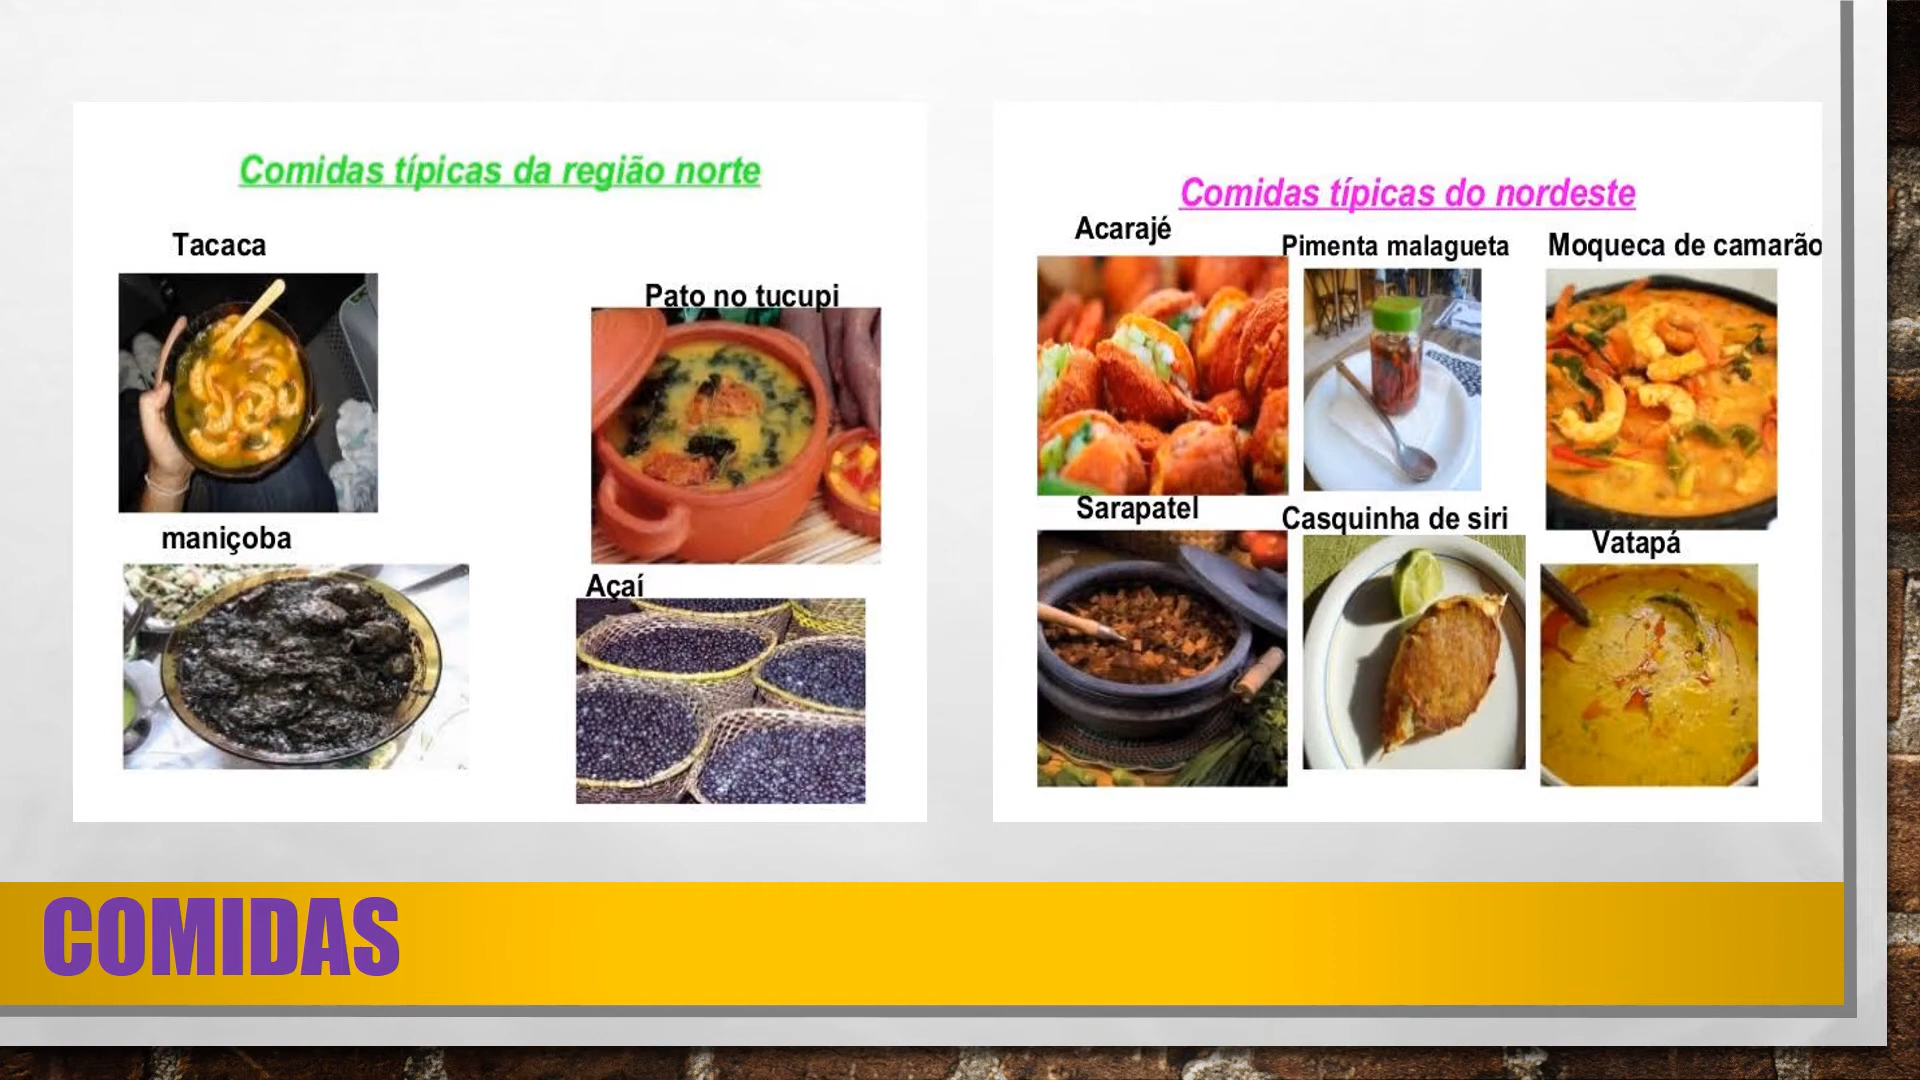 Comidas típicas da região norte
Tacaca
Pato no tucupi
maniçoba
Açaí
Comidas típicas do nordeste
Acarajé
Pimenta malagueta
Moqueca de camarão
Sarapatel
Casquinha de siri
Vatapá
COMIDAS